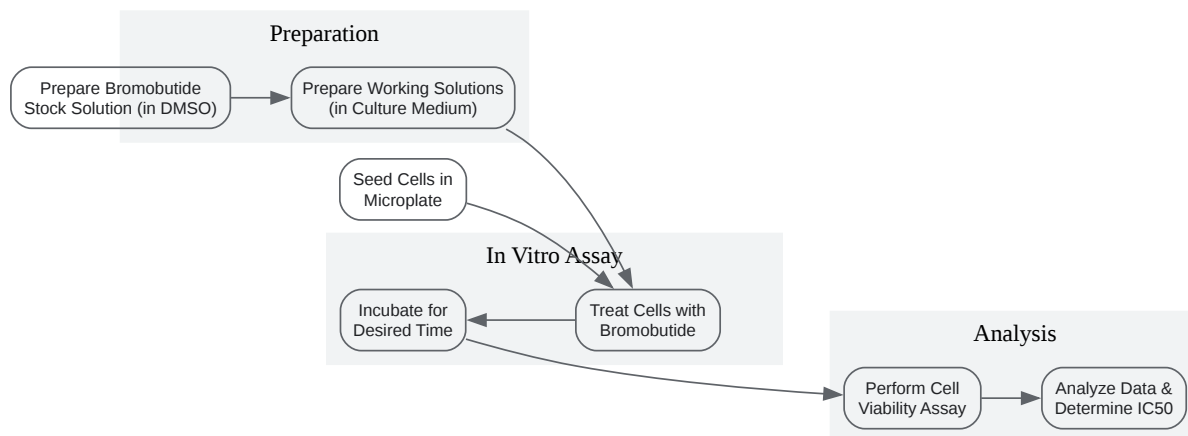 Preparation
Prepare Bromobutide
Stock Solution (in DMSO)
Prepare Working Solutions
(in Culture Medium)
Seed Cells in
Microplate
In Vitro Assay
Incubate for
Desired Time
Treat Cells with
Bromobutide
Analysis
Perform Cell
Viability Assay
Analyze Data &
Determine IC50